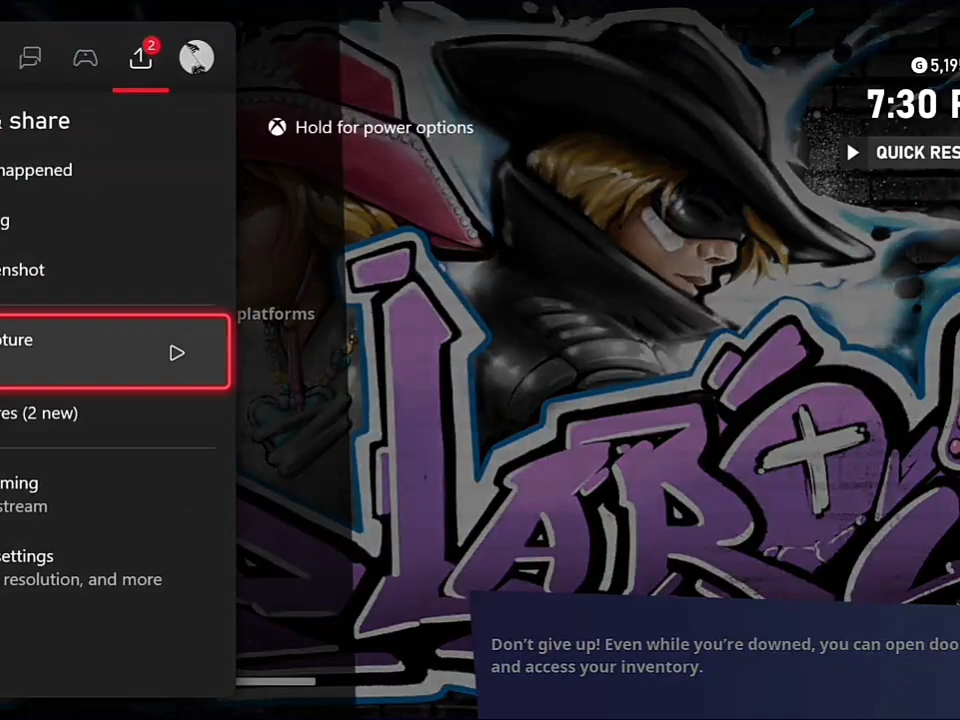 2
& share
happened
g
enshot
pture
res (2 new)
ming
stream
settings
resolution, and more
Hold for power options
platforms
G 5,19
7:30 P
QUICK RES
LARO
Don't give up! Even while you're downed, you can open doo
and access your inventory.